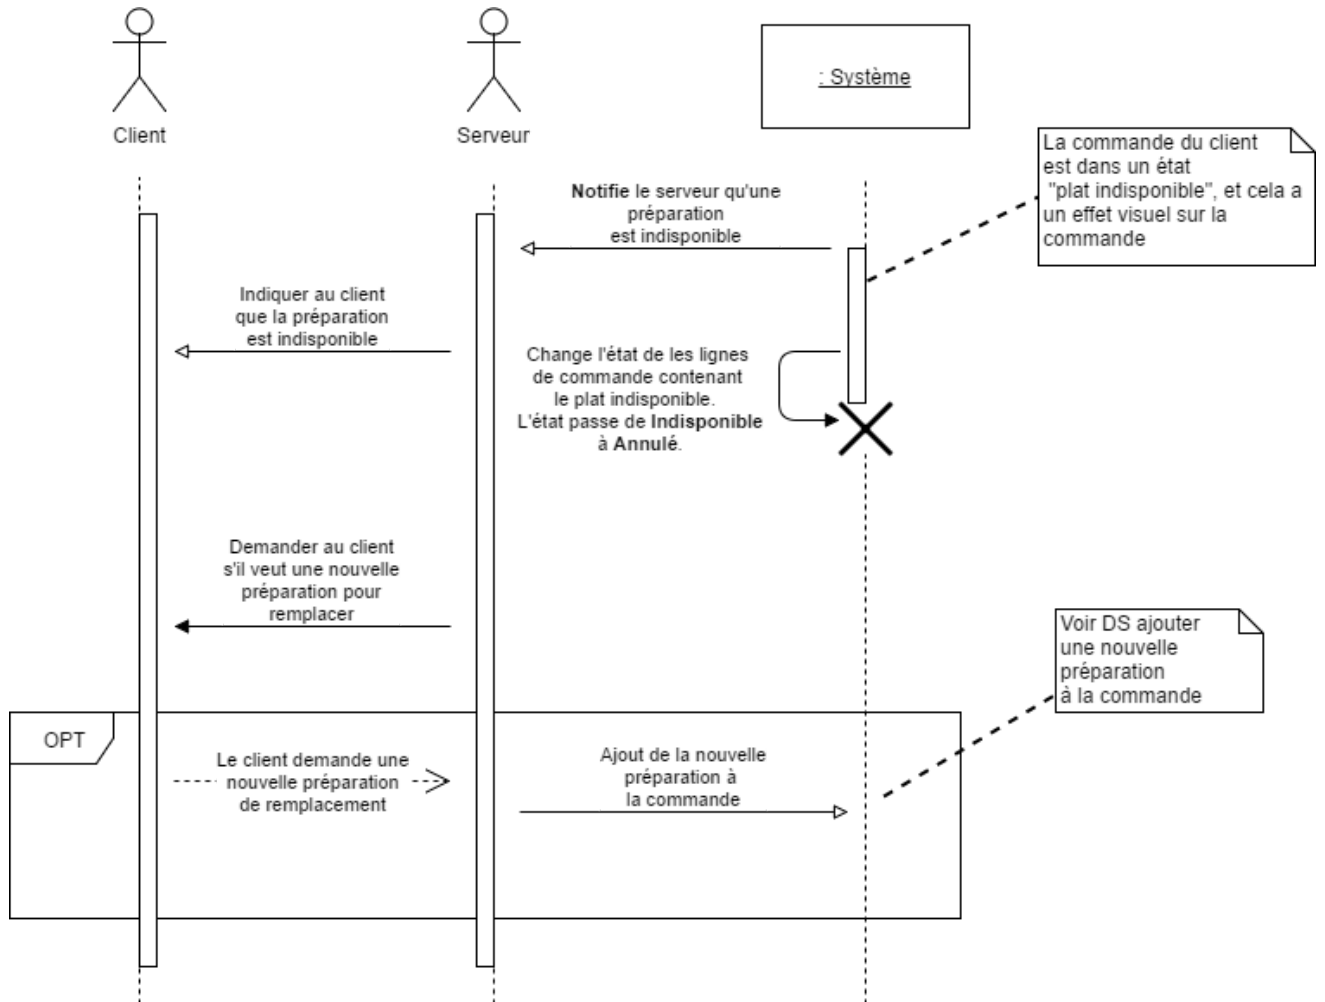 : Système
Client
Serveur
La commande du client
est dans un état
"plat indisponible", et cela a
un effet visuel sur la
commande
Notifie le serveur qu'une
préparation
est indisponible
Indiquer au client
que la préparation
est indisponible
Change l'état de les lignes
de commande contenant
le plat indisponible.
L'état passe de Indisponible
à Annulé.
Demander au client
s'il veut une nouvelle
préparation pour
remplacer
Voir DS ajouter
une nouvelle
préparation
à la commande
OPT
Le client demande une
nouvelle préparation
de remplacement
Ajout de la nouvelle
préparation à
la commande